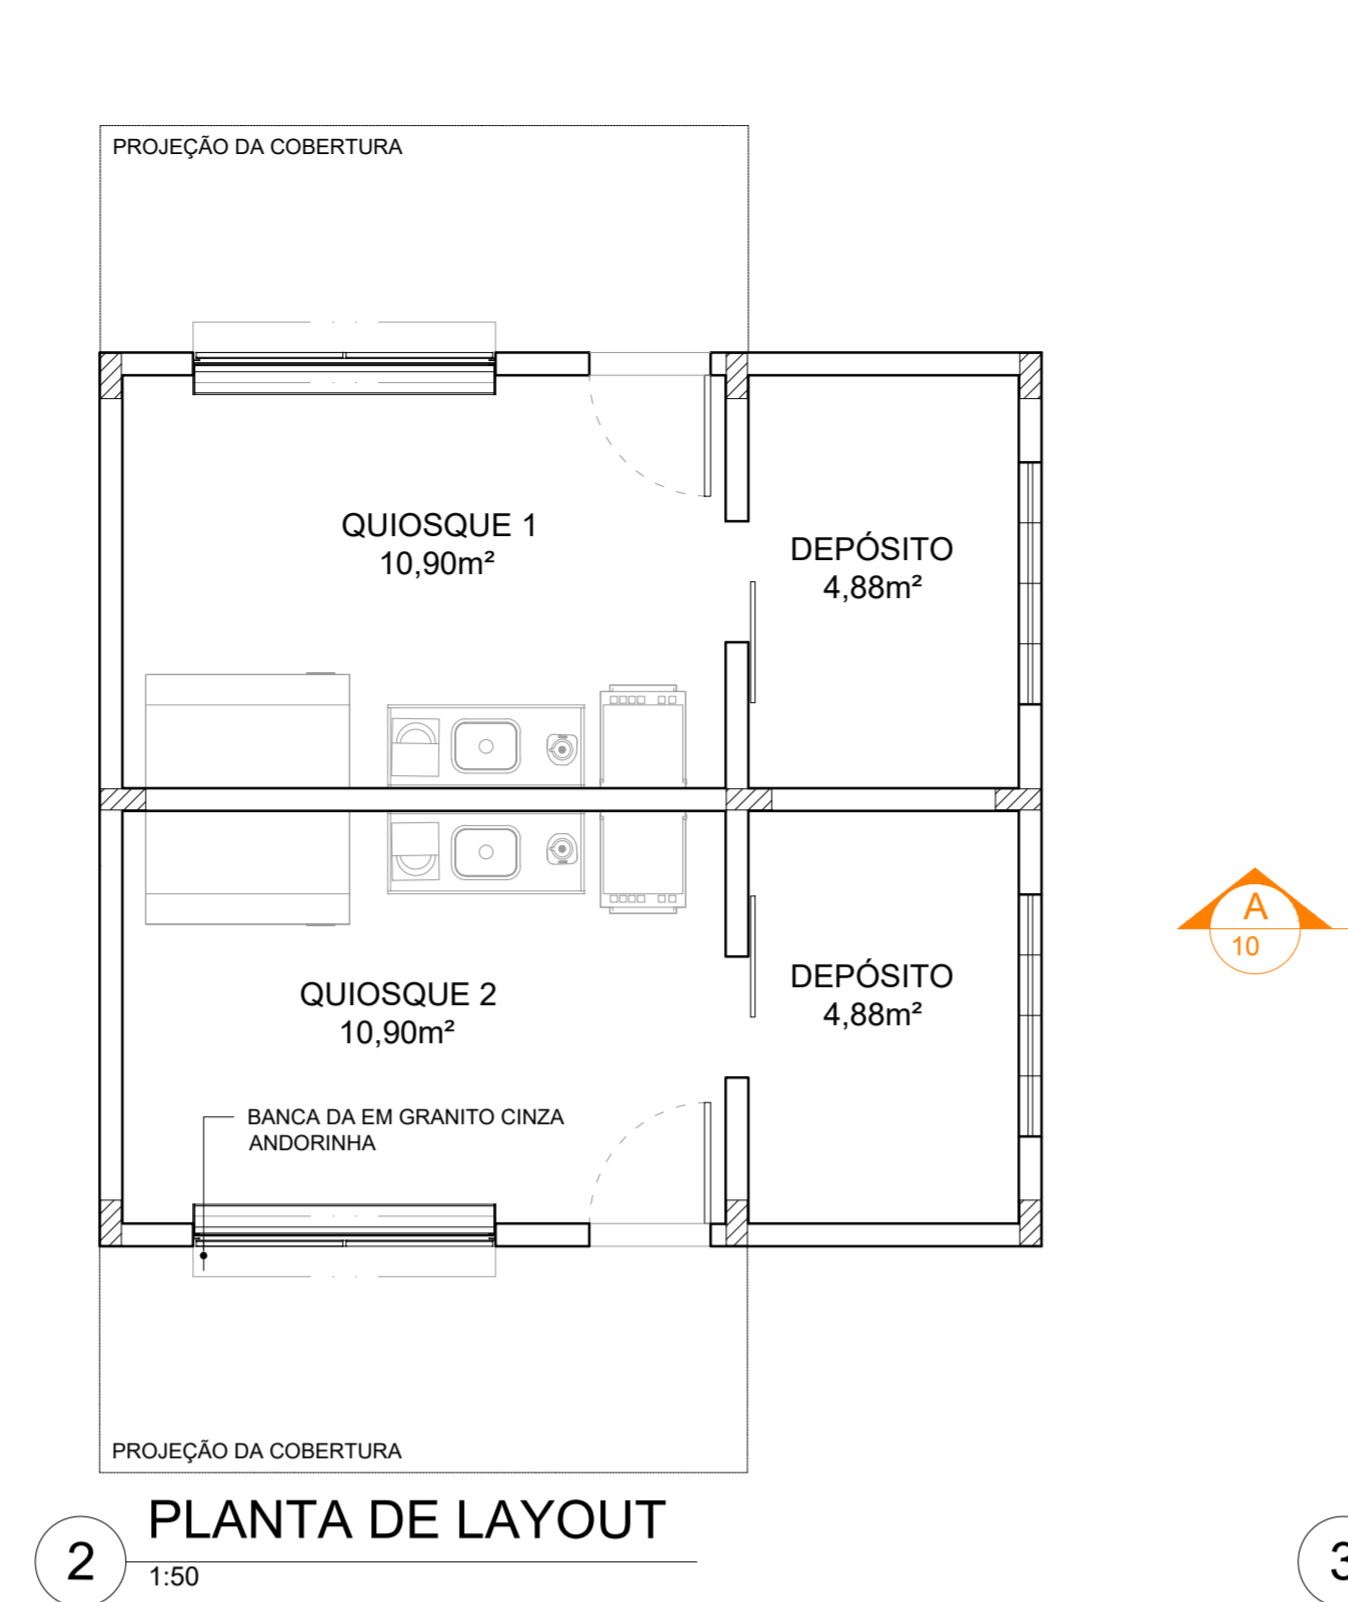 PROJEÇÃO DA COBERTURA
QUIOSQUE 1
10,90m²
DEPÓSITO
4,88m²
A
10
QUIOSQUE 2
10,90m²
DEPÓSITO
4,88m²
BANCA DA EM GRANITO CINZA
ANDORINHA
PROJEÇÃO DA COBERTURA
2
PLANTA DE LAYOUT
1:50
3